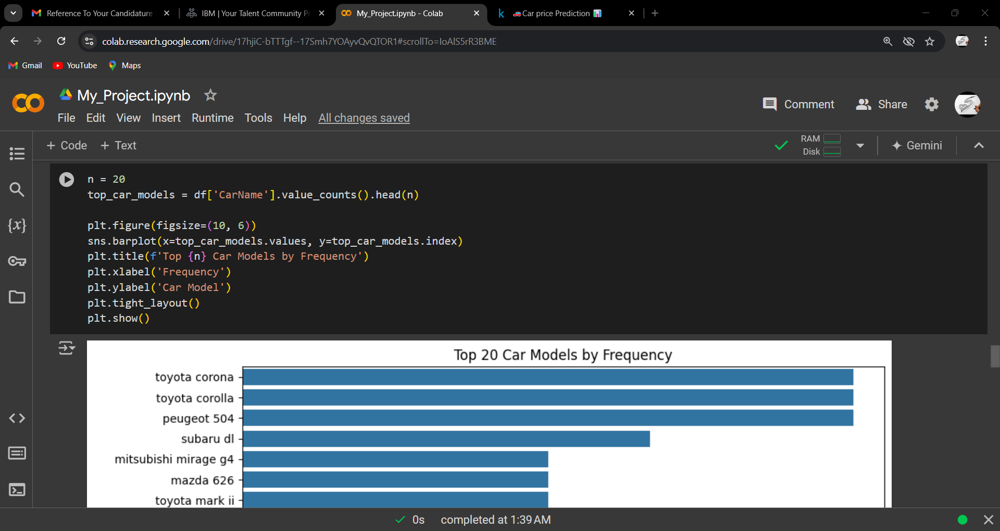 Reference To Your Candidature
IBM | Your Talent Community Pr
My_Project.ipynb - Colab
Car price Prediction
colab.research.google.com/drive/17hjiC-bTTTgf--17Smh7YOAyvQvQTOR1#scrollTo=IoAlS5rR3BME
Gmail
YouTube
Maps
My_Project.ipynb
Comment
Share
File Edit View Insert Runtime Tools Help All changes saved
+ Code + Text
RAM
Disk
Gemini
n = 20
top_car_models = df['CarName'].value_counts().head(n)
plt.figure(figsize=(10, 6))
sns.barplot(x=top_car_models.values, y=top_car_models.index)
plt.title(f'Top {n} Car Models by Frequency')
plt.xlabel('Frequency')
plt.ylabel('Car Model')
plt.tight_layout()
plt.show()
Top 20 Car Models by Frequency
toyota corona
toyota corolla
peugeot 504
subaru dl
mitsubishi mirage g4
mazda 626
toyota mark ii
0s completed at 1:39 AM